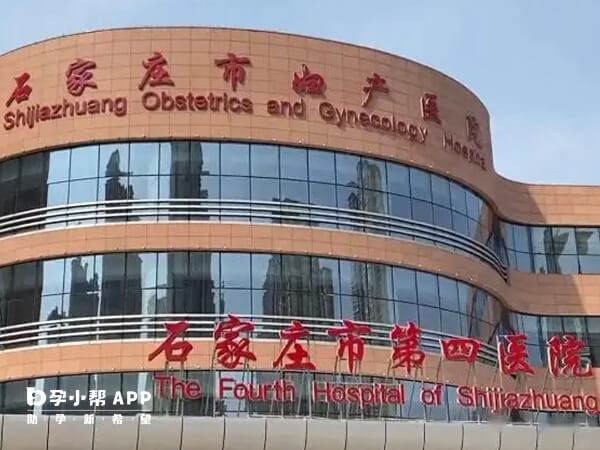 石家庄市妇产医院
Shijiazhuang Obstetrics and Gynecology Hospital
石家庄市第四医院
The Fourth Hospital of Shijiazhuang
孕小帮 APP
助孕新希望